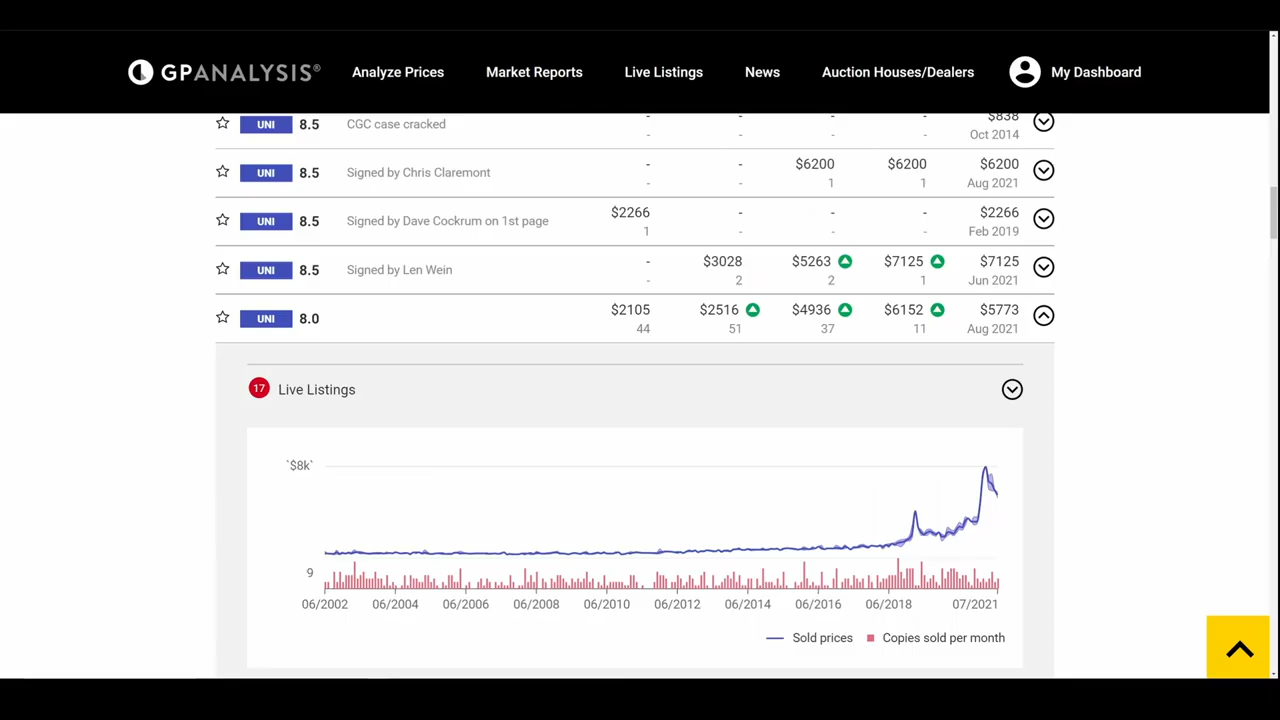 GPANALYSIS® Analyze Prices Market Reports Live Listings News Auction Houses/Dealers My Dashboard
UNI 8.5 CGC case cracked - - - - $838
- - - - Oct 2014
UNI 8.5 Signed by Chris Claremont - - $6200 $6200 $6200
- - 1 1 Aug 2021
UNI 8.5 Signed by Dave Cockrum on 1st page $2266 - - - $2266
1 - - - Feb 2019
UNI 8.5 Signed by Len Wein - $3028 $5263 $7125 $7125
- 2 2 1 Jun 2021
UNI 8.0 $2105 $2516 $4936 $6152 $5773
44 51 37 11 Aug 2021
17 Live Listings
`$8k`
9
06/2002 06/2004 06/2006 06/2008 06/2010 06/2012 06/2014 06/2016 06/2018 07/2021
Sold prices Copies sold per month